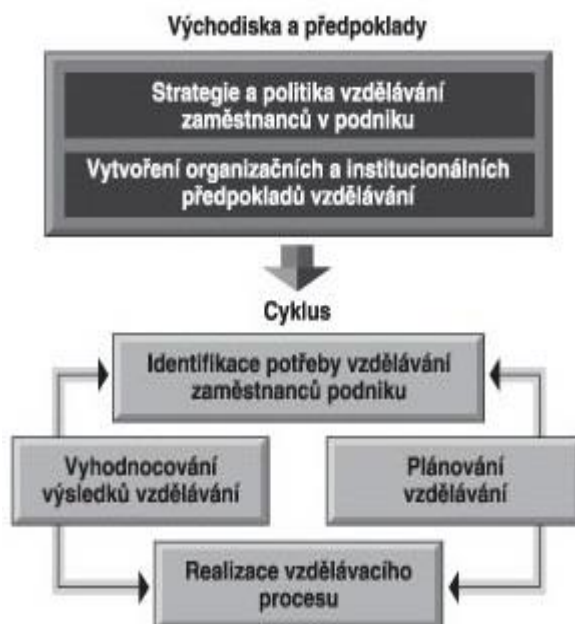 Východiska a předpoklady
Strategie a politika vzdělávání
zaměstnanců v podniku
Vytvoření organizačních a institucionálních
předpokladů vzdělávání
Cyklus
Identifikace potřeby vzdělávání
zaměstnanců podniku
Vyhodnocování
výsledků vzdělávání
Plánování
vzdělávání
Realizace vzdělávacího
procesu